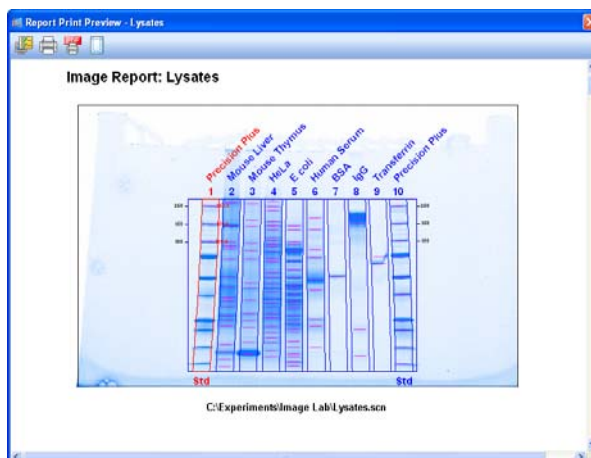 Report Print Preview - Lysates
Image Report: Lysates
Precision Plus
Mouse Liver
Mouse Thymus
HeLa
E coli
Human Serum
BSA
IgG
Transferrin
Precision Plus
1 2 3 4 5 6 7 8 9 10
Std Std
C:\Experiments\Image Lab\Lysates.scn